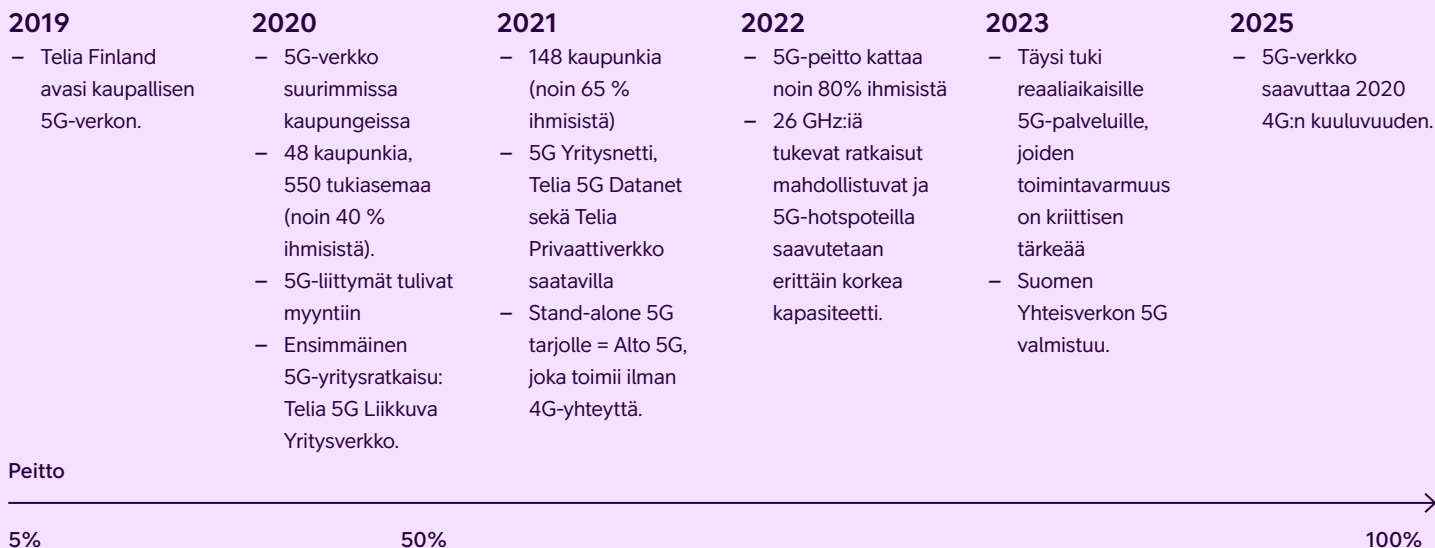 2019
– Telia Finland
avasi kaupallisen
5G-verkon.
2020
– 5G-verkko
suurimmissa
kaupungeissa
– 48 kaupunkia,
550 tukiasemaa
(noin 40 %
ihmisistä).
– 5G-liittymät tulivat
myyntiin
– Ensimmäinen
5G-yritysratkaisu:
Telia 5G Liikkuva
Yritysverkko.
2021
– 148 kaupunkia
(noin 65 %
ihmisistä)
– 5G Yritysnetti,
Telia 5G Datanet
sekä Telia
Privaattiverkko
saatavilla
– Stand-alone 5G
tarjolle = Alto 5G,
joka toimii ilman
4G-yhteyttä.
2022
– 5G-peitto kattaa
noin 80% ihmisistä
– 26 GHz:iä
tukevat ratkaisut
mahdollistuvat ja
5G-hotspoteilla
saavutetaan
erittäin korkea
kapasiteetti.
2023
– Täysi tuki
reaaliaikaisille
5G-palveluille,
joiden
toimintavarmuus
on kriittisen
tärkeää
– Suomen
Yhteisverkon 5G
valmistuu.
2025
– 5G-verkko
saavuttaa 2020
4G:n kuuluvuuden.
Peitto
5%
50%
100%